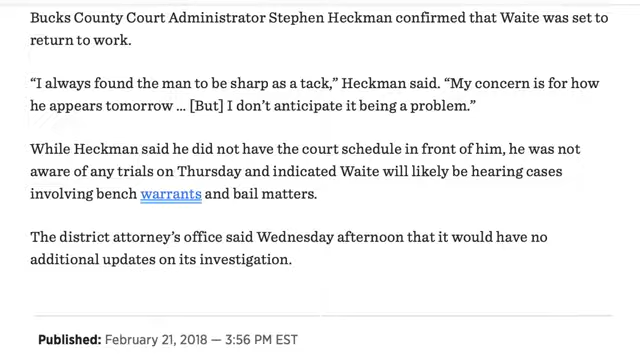 Bucks County Court Administrator Stephen Heckman confirmed that Waite was set to
return to work.
“I always found the man to be sharp as a tack,” Heckman said. “My concern is for how
he appears tomorrow … [But] I don’t anticipate it being a problem.”
While Heckman said he did not have the court schedule in front of him, he was not
aware of any trials on Thursday and indicated Waite will likely be hearing cases
involving bench warrants and bail matters.
The district attorney’s office said Wednesday afternoon that it would have no
additional updates on its investigation.
Published: February 21, 2018 — 3:56 PM EST